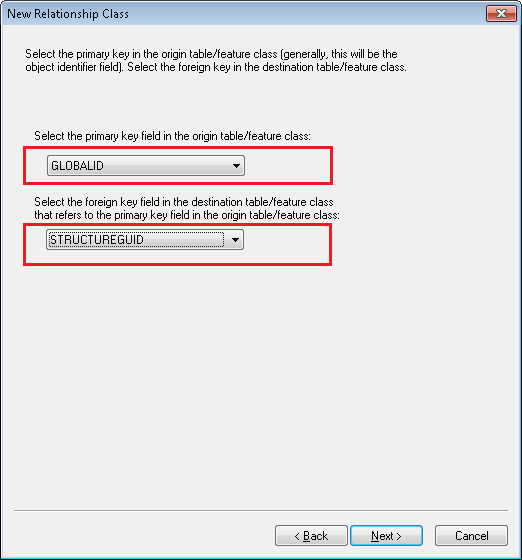 New Relationship Class
Select the primary key in the origin table/feature class (generally, this will be the
object identifier field). Select the foreign key in the destination table/feature class.
Select the primary key field in the origin table/feature class:
GLOBALID
Select the foreign key field in the destination table/feature class
that refers to the primary key field in the origin table/feature class:
STRUCTUREGUID
< Back
Next >
Cancel